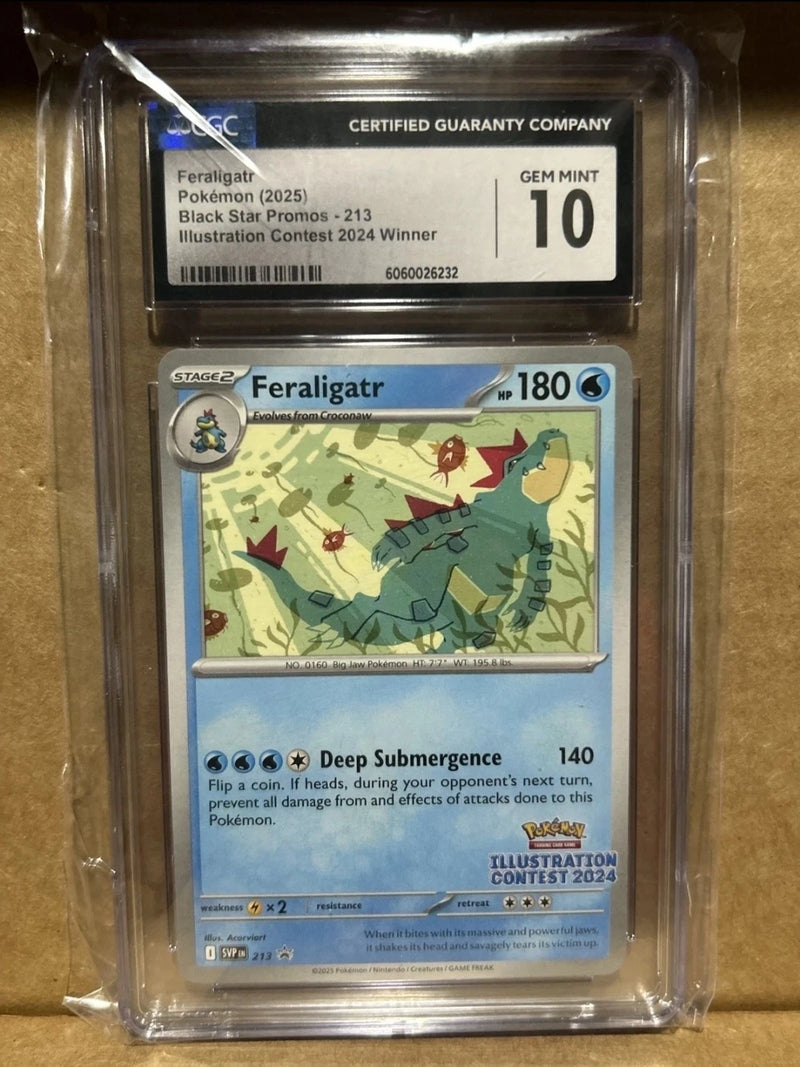 CGC
CERTIFIED GUARANTY COMPANY
Feraligatr
Pokémon (2025)
Black Star Promos - 213
Illustration Contest 2024 Winner
GEM MINT
10
6060026232
STAGE2
Feraligatr
HP 180
Evolves from Croconaw
NO. 0160 Big Jaw Pokémon HT: 7'7" WT: 195.8 lbs.
Deep Submergence 140
Flip a coin. If heads, during your opponent's next turn,
prevent all damage from and effects of attacks done to this
Pokémon.
POKéMON
TRADING CARD GAME
ILLUSTRATION
CONTEST 2024
weakness ×2 resistance retreat
Illus. Acorviart
When it bites with its massive and powerful jaws,
it shakes its head and savagely tears its victim up.
I SVP EN 213
©2025 Pokémon / Nintendo / Creatures / GAME FREAK